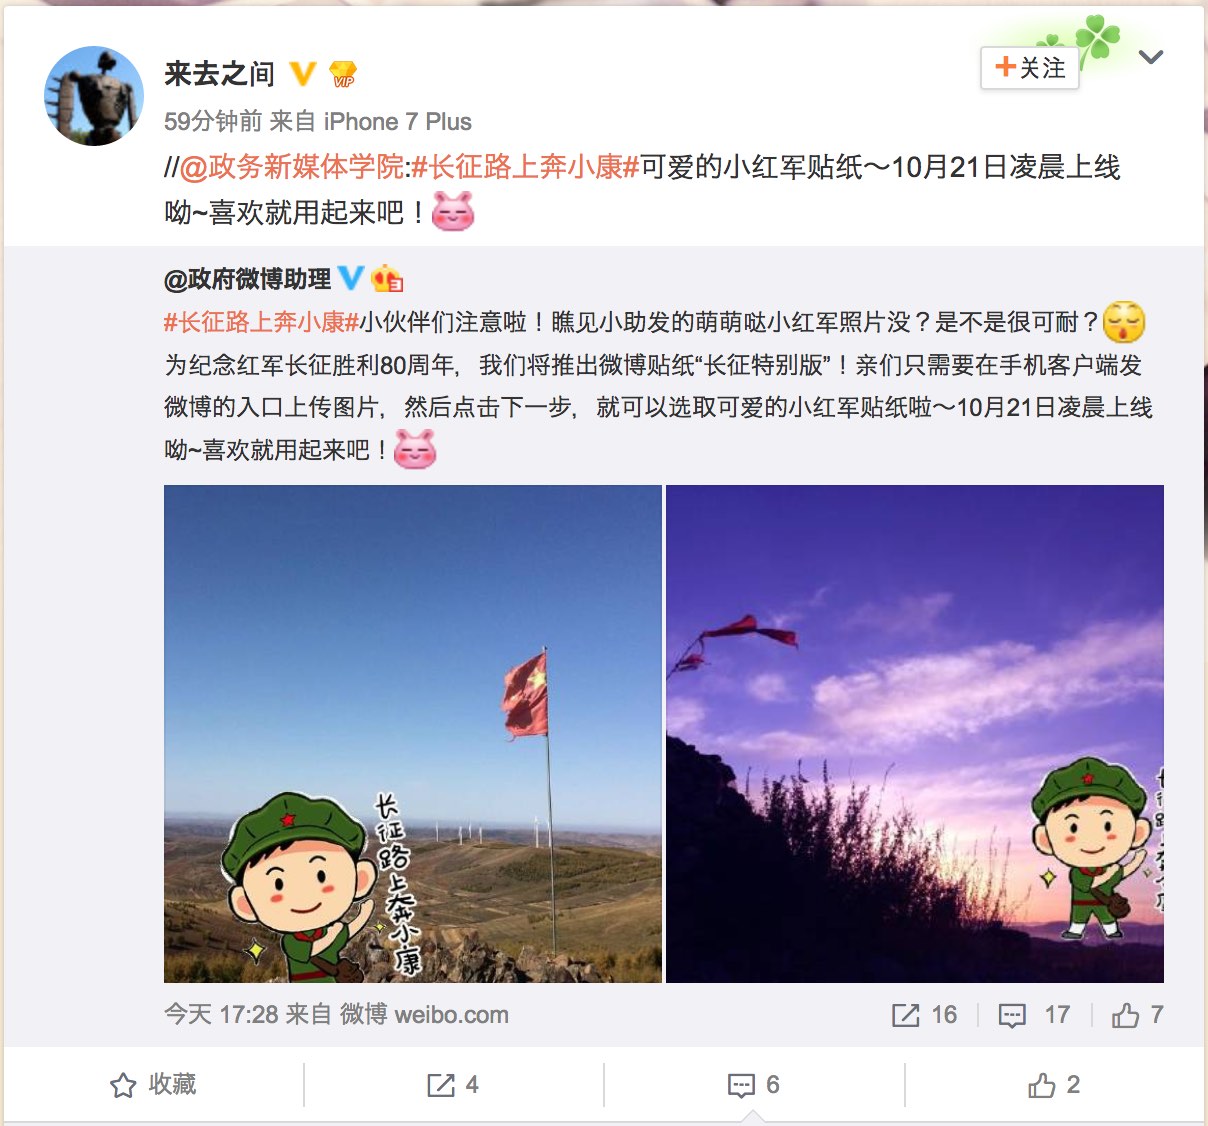 来去之间 V VIP
+关注
59分钟前 来自 iPhone 7 Plus
//@政务新媒体学院:#长征路上奔小康#可爱的小红军贴纸～10月21日凌晨上线
呦~喜欢就用起来吧！
@政府微博助理 V
#长征路上奔小康#小伙伴们注意啦！瞧见小助发的萌萌哒小红军照片没？是不是很可耐？
为纪念红军长征胜利80周年，我们将推出微博贴纸“长征特别版”！亲们只需要在手机客户端发
微博的入口上传图片，然后点击下一步，就可以选取可爱的小红军贴纸啦～10月21日凌晨上线
呦~喜欢就用起来吧！
长征路上奔小康
今天 17:28 来自 微博 weibo.com
16 17 7
收藏 4 6 2